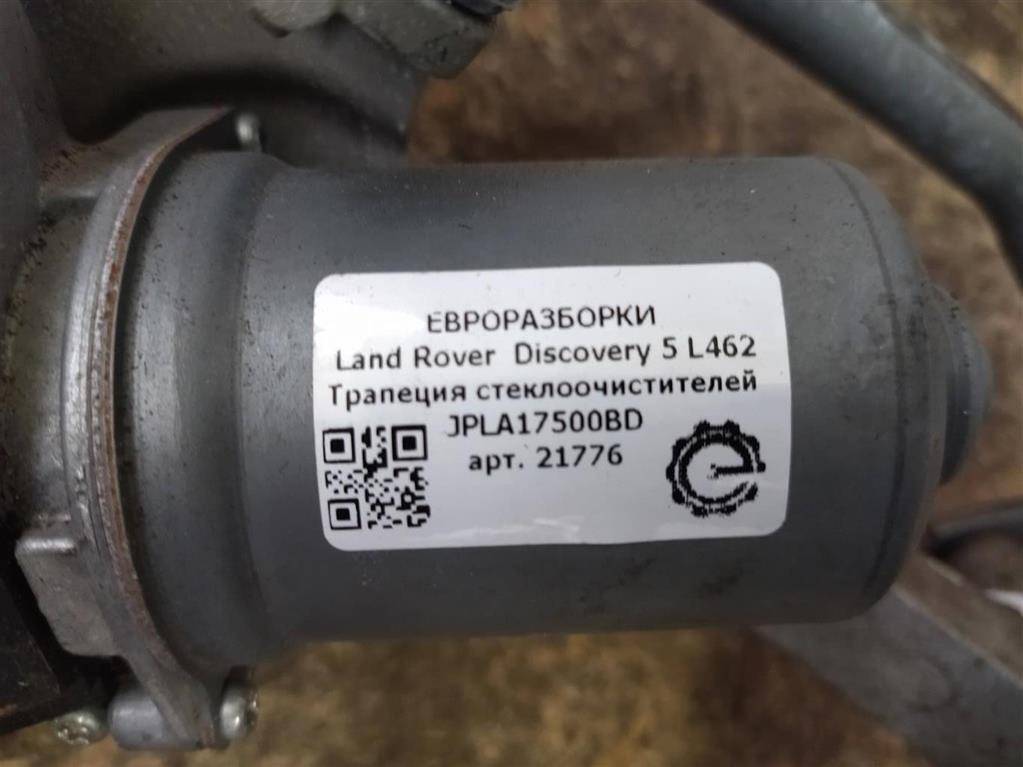 ЕВРОРАЗБОРКИ
Land Rover Discovery 5 L462
Трапеция стеклоочистителей
JPLA17500BD
арт. 21776